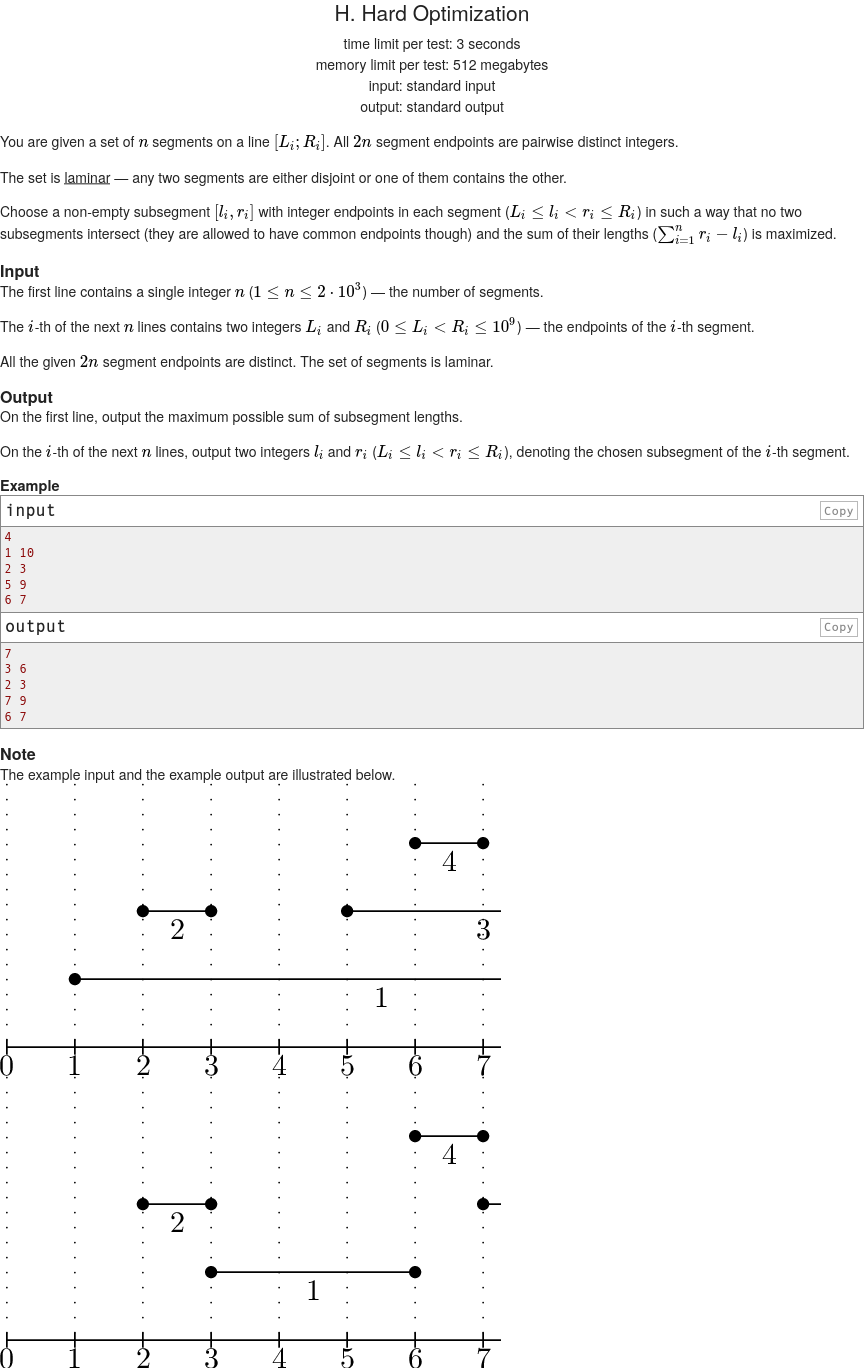 H. Hard Optimization
time limit per test: 3 seconds
memory limit per test: 512 megabytes
input: standard input
output: standard output
You are given a set of n segments on a line [L_i; R_i]. All 2n segment endpoints are pairwise distinct integers.
The set is laminar — any two segments are either disjoint or one of them contains the other.
Choose a non-empty subsegment [l_i, r_i] with integer endpoints in each segment (L_i ≤ l_i < r_i ≤ R_i) in such a way that no two
subsegments intersect (they are allowed to have common endpoints though) and the sum of their lengths (∑_{i=1}^n r_i − l_i) is maximized.
Input
The first line contains a single integer n (1 ≤ n ≤ 2 · 10^3) — the number of segments.
The i-th of the next n lines contains two integers L_i and R_i (0 ≤ L_i < R_i ≤ 10^9) — the endpoints of the i-th segment.
All the given 2n segment endpoints are distinct. The set of segments is laminar.
Output
On the first line, output the maximum possible sum of subsegment lengths.
On the i-th of the next n lines, output two integers l_i and r_i (L_i ≤ l_i < r_i ≤ R_i), denoting the chosen subsegment of the i-th segment.
Example
input Copy
4
1 10
2 3
5 9
6 7
output Copy
7
3 6
2 3
7 9
6 7
Note
The example input and the example output are illustrated below.
4
2 3
1
0 1 2 3 4 5 6 7
4
2
1
0 1 2 3 4 5 6 7